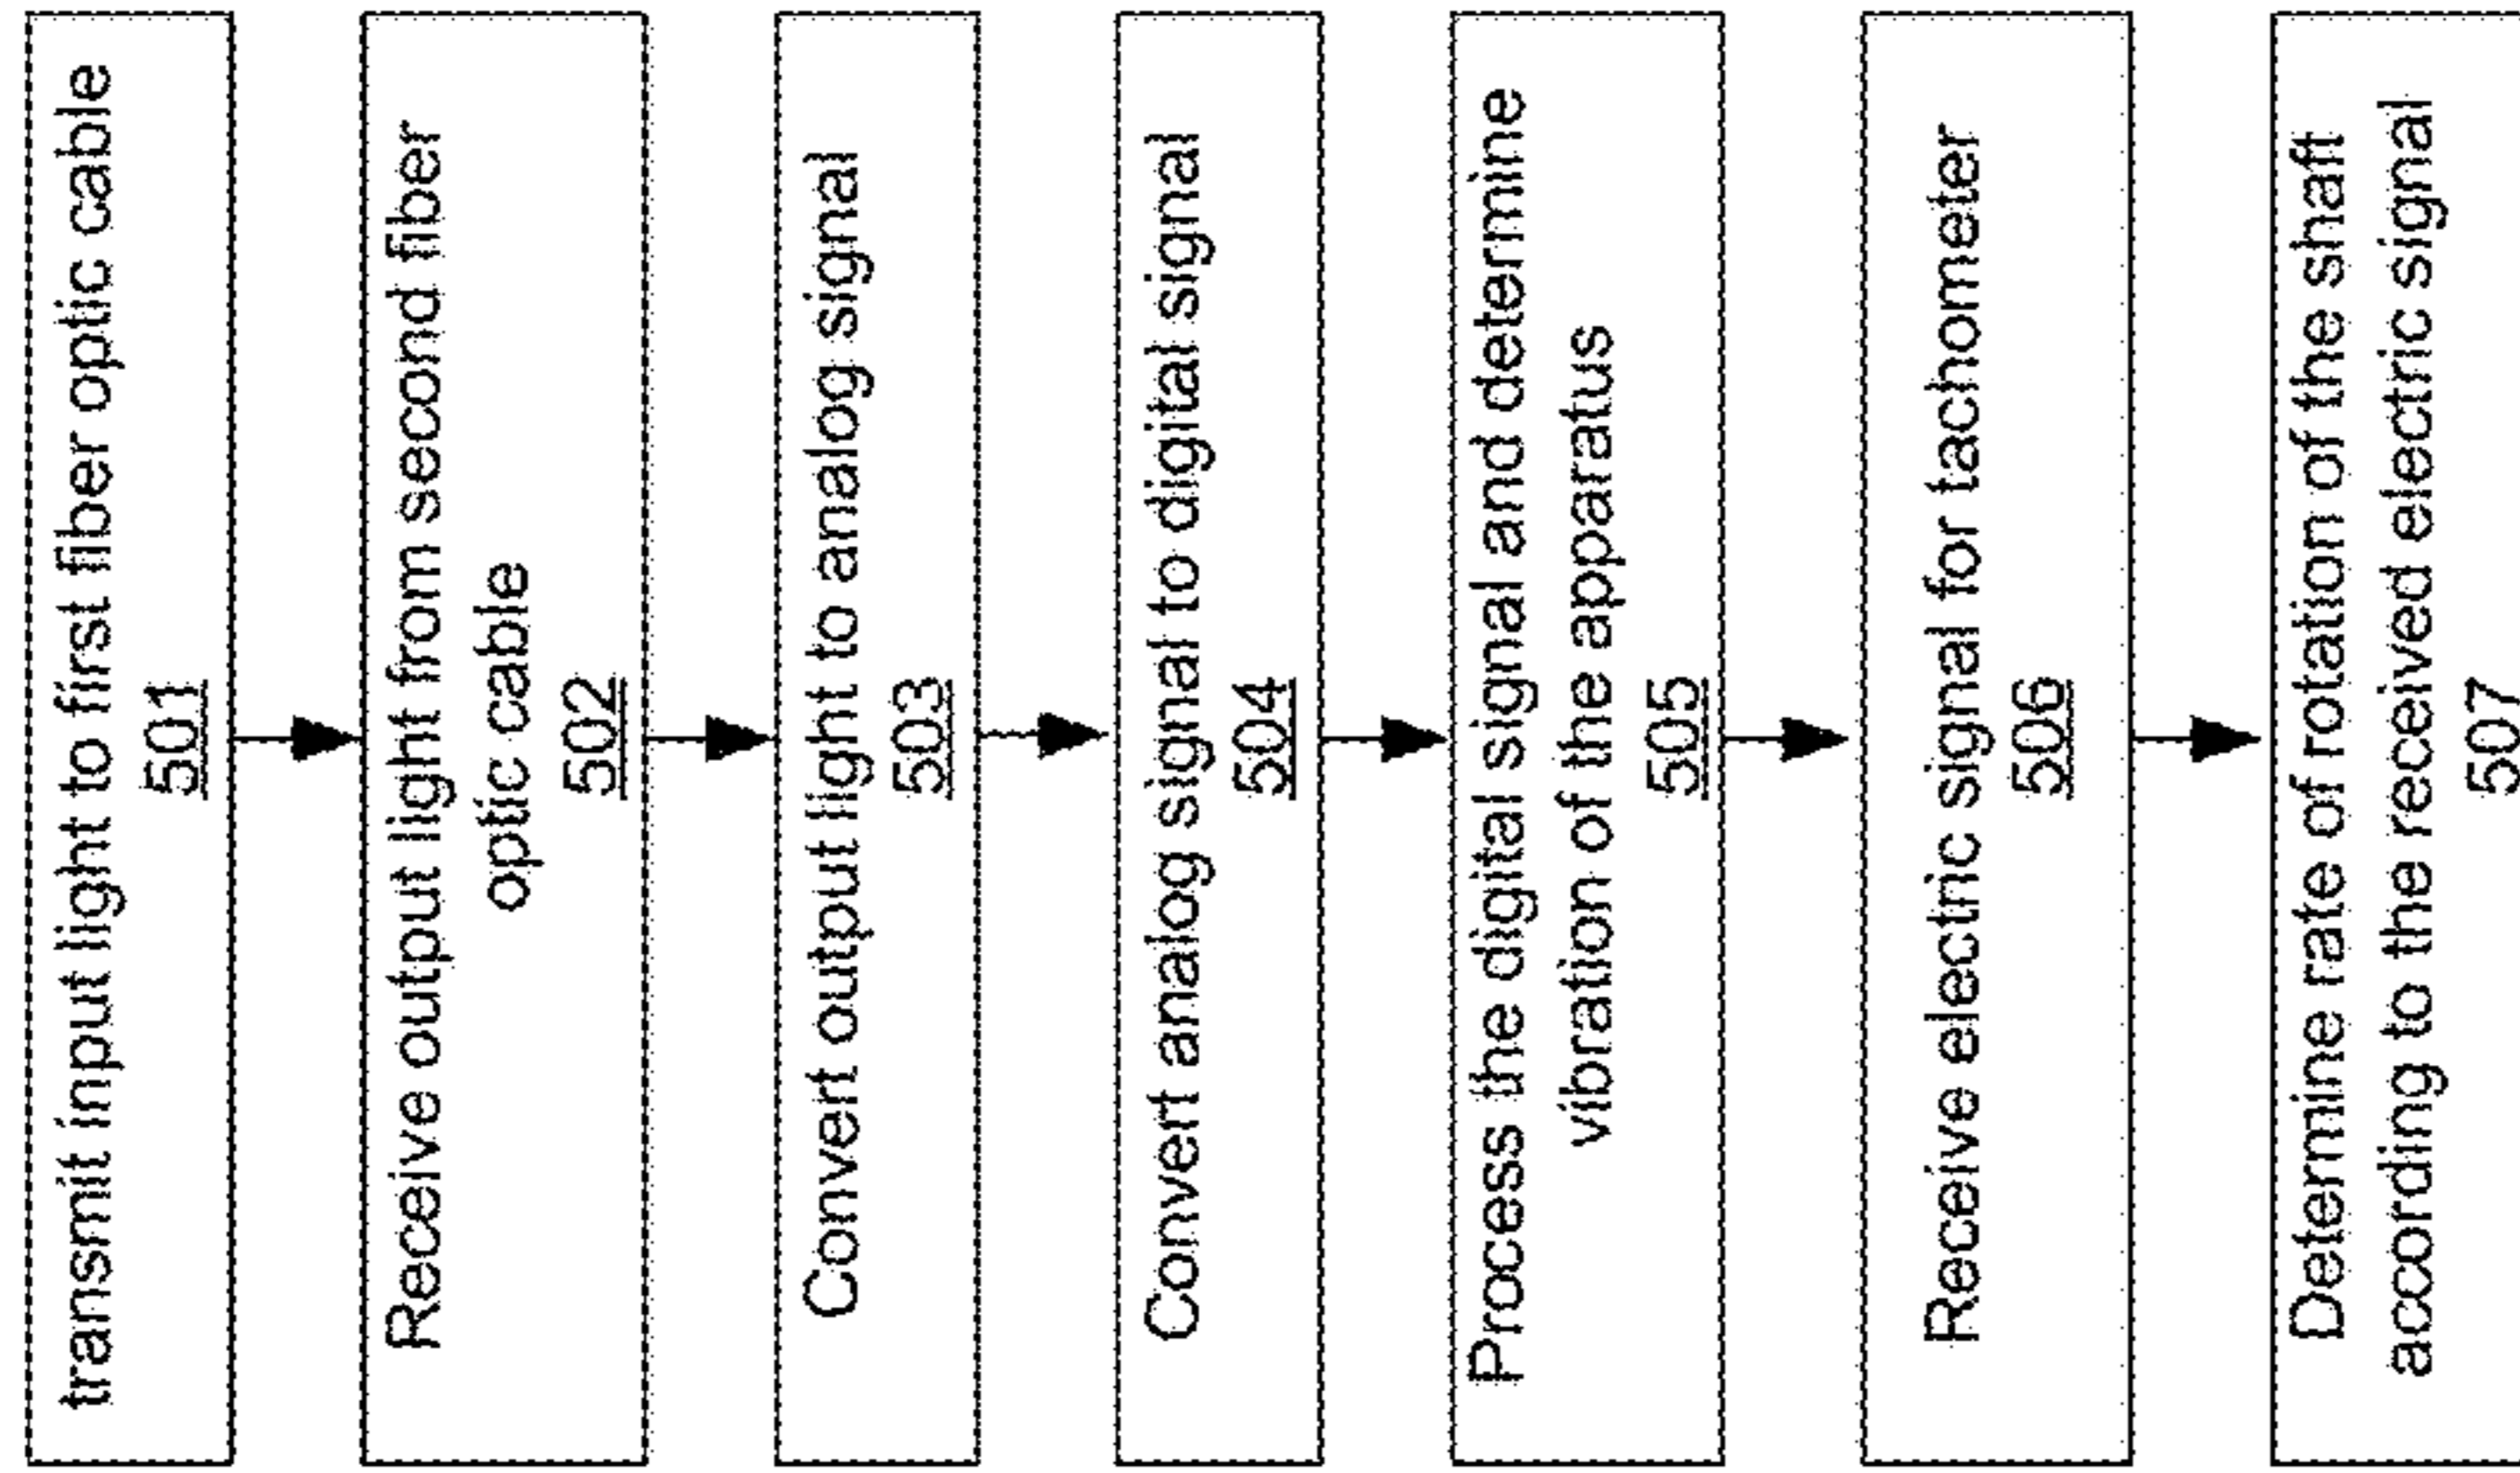 transmit input light to first fiber optic cable
501
Receive output light from second fiber
optic cable
502
Convert output light to analog signal
503
Convert analog signal to digital signal
504
Process the digital signal and determine
vibration of the apparatus
505
Receive electric signal for tachometer
506
Determine rate of rotation of the shaft
according to the received electric signal
507